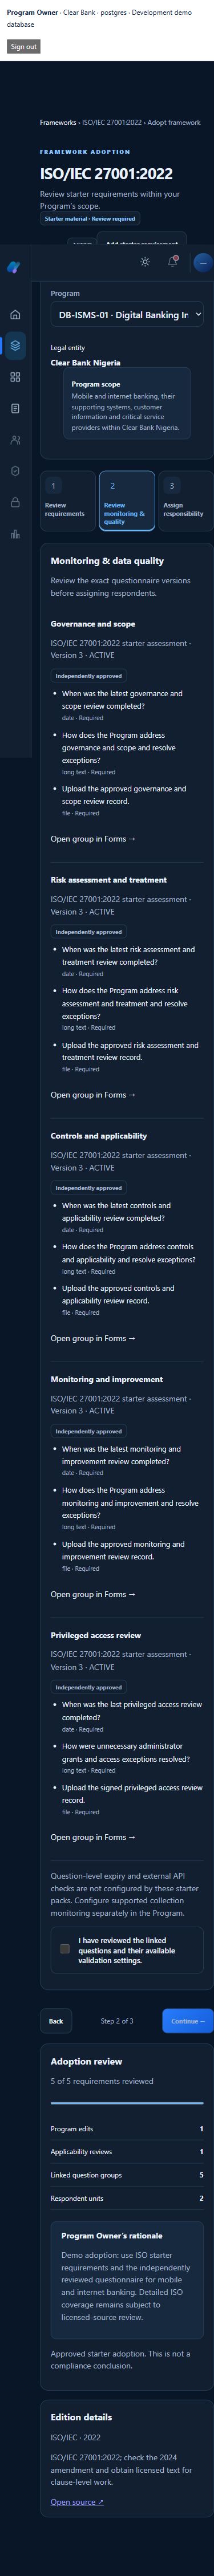 Program Owner · Clear Bank · postgres · Development demo
database
Sign out
Frameworks › ISO/IEC 27001:2022 › Adopt framework
FRAMEWORK ADOPTION
ISO/IEC 27001:2022
Review starter requirements within your
Program's scope.
Starter material · Review required
Program
DB-ISMS-01 · Digital Banking In
Legal entity
Clear Bank Nigeria
Program scope
Mobile and internet banking, their
supporting systems, customer
information and critical service
providers within Clear Bank Nigeria.
1
Review
requirements
2
Review
monitoring &
quality
3
Assign
responsibility
Monitoring & data quality
Review the exact questionnaire versions
before assigning respondents.
Governance and scope
ISO/IEC 27001:2022 starter assessment ·
Version 3 · ACTIVE
Independently approved
• When was the latest governance and
scope review completed?
date · Required
• How does the Program address
governance and scope and resolve
exceptions?
long text · Required
• Upload the approved governance and
scope review record.
file · Required
Open group in Forms →
Risk assessment and treatment
ISO/IEC 27001:2022 starter assessment ·
Version 3 · ACTIVE
Independently approved
• When was the latest risk assessment and
treatment review completed?
date · Required
• How does the Program address risk
assessment and treatment and resolve
exceptions?
long text · Required
• Upload the approved risk assessment and
treatment review record.
file · Required
Open group in Forms →
Controls and applicability
ISO/IEC 27001:2022 starter assessment ·
Version 3 · ACTIVE
Independently approved
• When was the latest controls and
applicability review completed?
date · Required
• How does the Program address controls
and applicability and resolve exceptions?
long text · Required
• Upload the approved controls and
applicability review record.
file · Required
Open group in Forms →
Monitoring and improvement
ISO/IEC 27001:2022 starter assessment ·
Version 3 · ACTIVE
Independently approved
• When was the latest monitoring and
improvement review completed?
date · Required
• How does the Program address
monitoring and improvement and resolve
exceptions?
long text · Required
• Upload the approved monitoring and
improvement review record.
file · Required
Open group in Forms →
Privileged access review
ISO/IEC 27001:2022 starter assessment ·
Version 3 · ACTIVE
Independently approved
• When was the last privileged access review
completed?
date · Required
• How were unnecessary administrator
grants and access exceptions resolved?
long text · Required
• Upload the signed privileged access review
record.
file · Required
Open group in Forms →
Question-level expiry and external API
checks are not configured by these starter
packs. Configure supported collection
monitoring separately in the Program.
I have reviewed the linked
questions and their available
validation settings.
Back
Step 2 of 3
Continue →
Adoption review
5 of 5 requirements reviewed
Program edits 1
Applicability reviews 1
Linked question groups 5
Respondent units 2
Program Owner's rationale
Demo adoption: use ISO starter
requirements and the independently
reviewed questionnaire for mobile
and internet banking. Detailed ISO
coverage remains subject to
licensed-source review.
Approved starter adoption. This is not a
compliance conclusion.
Edition details
ISO/IEC · 2022
ISO/IEC 27001:2022; check the 2024
amendment and obtain licensed text for
clause-level work.
Open source ↗